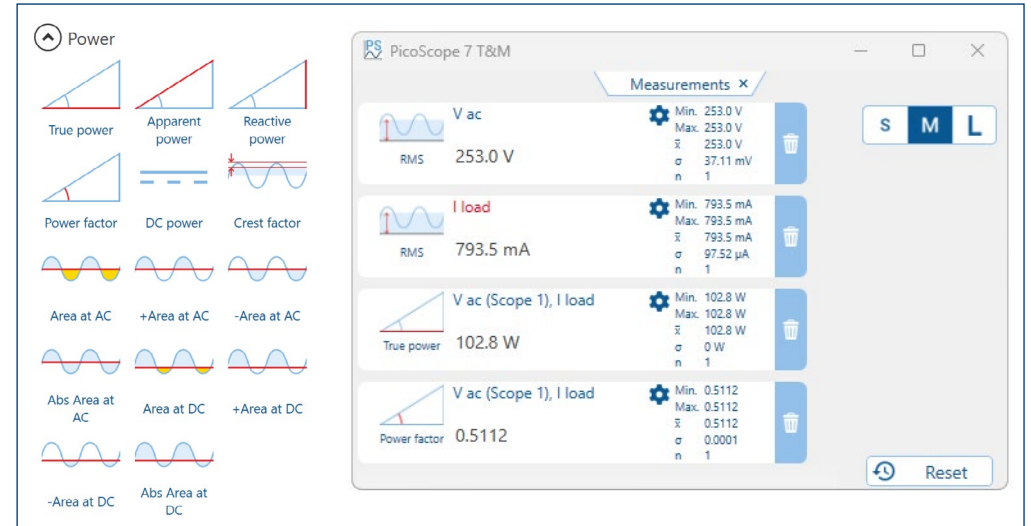 Power
True power
Apparent
power
Reactive
power
Power factor
DC power
Crest factor
Area at AC
+Area at AC
-Area at AC
Abs Area at
AC
Area at DC
+Area at DC
-Area at DC
Abs Area at
DC
PS PicoScope 7 T&M
Measurements ×
V ac
RMS
253.0 V
Min. 253.0 V
Max. 253.0 V
x̅ 253.0 V
σ 37.11 mV
n 1
I load
RMS
793.5 mA
Min. 793.5 mA
Max. 793.5 mA
x̅ 793.5 mA
σ 97.52 µA
n 1
V ac (Scope 1), I load
True power
102.8 W
Min. 102.8 W
Max. 102.8 W
x̅ 102.8 W
σ 0 W
n 1
V ac (Scope 1), I load
Power factor
0.5112
Min. 0.5112
Max. 0.5112
x̅ 0.5112
σ 0.0001
n 1
S M L
Reset